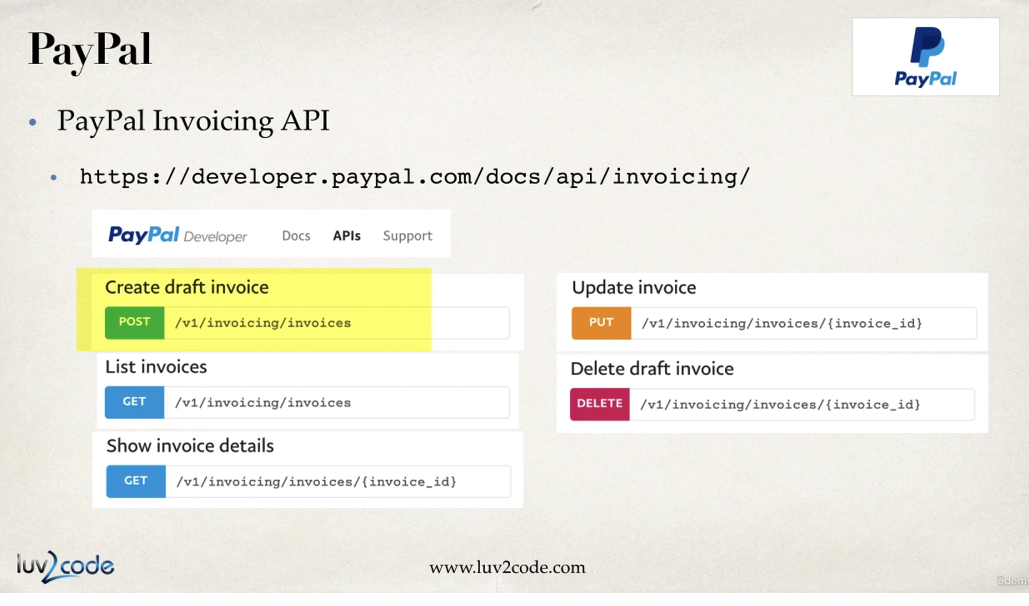 PayPal
PayPal
PayPal Invoicing API
https://developer.paypal.com/docs/api/invoicing/
PayPal Developer Docs APIs Support
Create draft invoice
POST /v1/invoicing/invoices
List invoices
GET /v1/invoicing/invoices
Show invoice details
GET /v1/invoicing/invoices/{invoice_id}
Update invoice
PUT /v1/invoicing/invoices/{invoice_id}
Delete draft invoice
DELETE /v1/invoicing/invoices/{invoice_id}
luv2code
www.luv2code.com